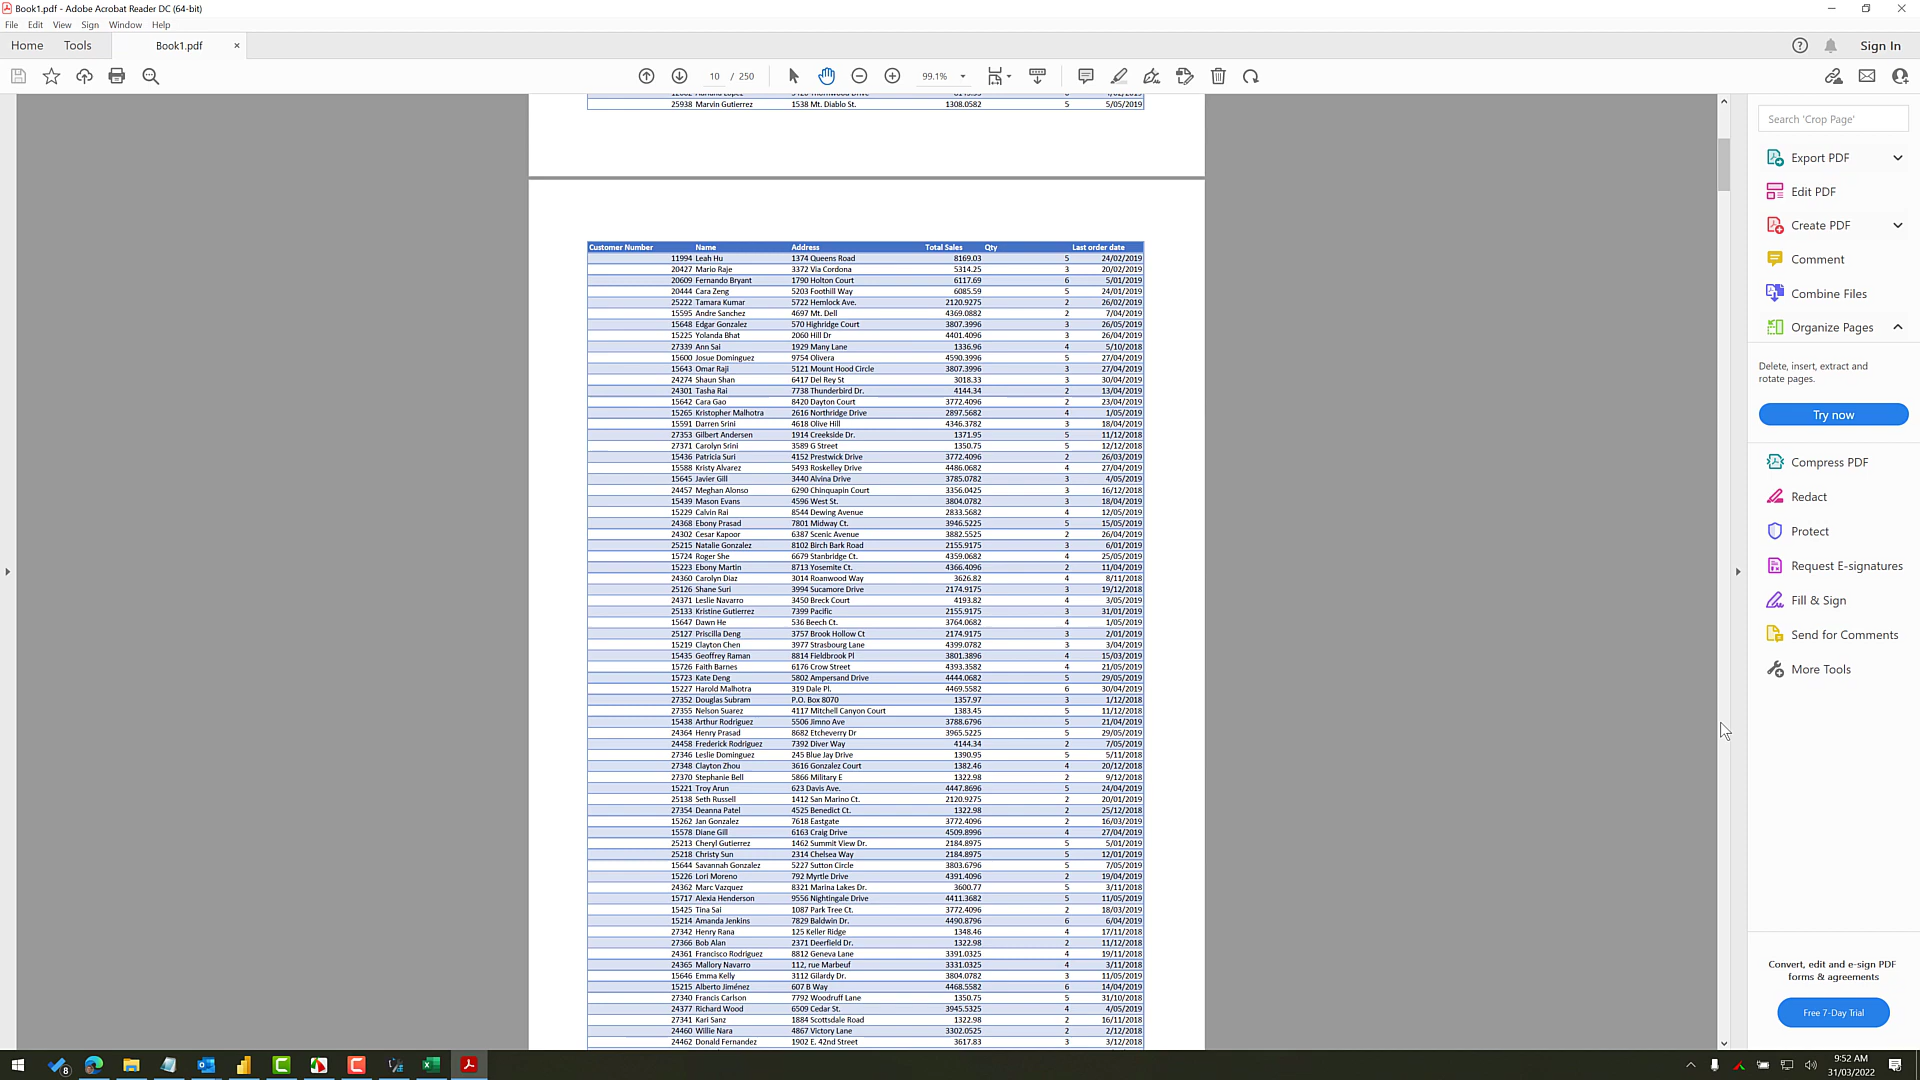 Book1.pdf - Adobe Acrobat Reader DC (64-bit)
File Edit View Sign Window Help
Home Tools Book1.pdf × Sign In
10 / 250 99.1%
25938 Marvin Gutierrez 1538 Mt. Diablo St. 1308.0582 5 5/05/2019
Customer Number Name Address Total Sales Qty Last order date
11994 Leah Hu 1374 Queens Road 8169.03 5 24/02/2019
20427 Mario Raje 3372 Via Cordona 5314.25 3 20/02/2019
20609 Fernando Bryant 1790 Holton Court 6117.69 6 5/01/2019
20444 Cara Zeng 5203 Foothill Way 6085.59 5 24/01/2019
25222 Tamara Kumar 5722 Hemlock Ave. 2120.9275 2 26/02/2019
15595 Andre Sanchez 4697 Mt. Dell 4369.0882 2 7/04/2019
15648 Edgar Gonzalez 570 Highridge Court 3807.3996 3 26/05/2019
15225 Yolanda Bhat 2060 Hill Dr 4401.4096 3 26/04/2019
27339 Ann Sai 1929 Many Lane 1336.96 4 5/10/2018
15600 Josue Dominguez 9754 Olivera 4590.3996 5 27/04/2019
15643 Omar Raji 5121 Mount Hood Circle 3807.3996 3 27/04/2019
24274 Shaun Shan 6417 Del Rey St 3018.33 3 30/04/2019
24301 Tasha Rai 7738 Thunderbird Dr. 4144.34 2 13/04/2019
15642 Cara Gao 8420 Dayton Court 3772.4096 2 23/04/2019
15265 Kristopher Malhotra 2616 Northridge Drive 2897.5682 4 1/05/2019
15591 Darren Srini 4618 Olive Hill 4346.3782 3 18/04/2019
27353 Gilbert Andersen 1914 Creekside Dr. 1371.95 5 11/12/2018
27371 Carolyn Srini 3589 G Street 1350.75 5 12/12/2018
15436 Patricia Suri 4152 Prestwick Drive 3772.4096 2 26/03/2019
15588 Kristy Alvarez 5493 Roskelley Drive 4486.0682 4 27/04/2019
15645 Javier Gill 3440 Alvina Drive 3785.0782 3 4/05/2019
24457 Meghan Alonso 6290 Chinquapin Court 3356.0425 3 16/12/2018
15439 Mason Evans 4596 West St. 3804.0782 3 18/04/2019
15229 Calvin Rai 8544 Dewing Avenue 2833.5682 4 12/05/2019
24368 Ebony Prasad 7801 Midway Ct. 3946.5225 5 15/05/2019
24302 Cesar Kapoor 6387 Scenic Avenue 3882.5525 2 26/04/2019
25215 Natalie Gonzalez 8102 Birch Bark Road 2155.9175 3 6/01/2019
15724 Roger She 6679 Stanbridge Ct. 4359.0682 4 25/05/2019
15223 Ebony Martin 8713 Yosemite Ct. 4366.4096 2 11/04/2019
24360 Carolyn Diaz 3014 Roanwood Way 3626.82 4 8/11/2018
25126 Shane Suri 3994 Sucamore Drive 2174.9175 3 19/12/2018
24371 Leslie Navarro 3450 Breck Court 4193.82 4 3/05/2019
25133 Kristine Gutierrez 7399 Pacific 2155.9175 3 31/01/2019
15647 Dawn He 536 Beech Ct. 3764.0682 4 1/05/2019
25127 Priscilla Deng 3757 Brook Hollow Ct 2174.9175 3 2/01/2019
15219 Clayton Chen 3977 Strasbourg Lane 4399.0782 3 3/04/2019
15435 Geoffrey Raman 8814 Fieldbrook Pl 3801.3896 4 15/03/2019
15726 Faith Barnes 6176 Crow Street 4393.3582 4 21/05/2019
15723 Kate Deng 5802 Ampersand Drive 4444.0682 5 29/05/2019
15227 Harold Malhotra 319 Dale Pl. 4469.5582 6 30/04/2019
27352 Douglas Subram P.O. Box 8070 1357.97 3 1/12/2018
27355 Nelson Suarez 4117 Mitchell Canyon Court 1383.45 5 11/12/2018
15438 Arthur Rodriguez 5506 Jimno Ave 3788.6796 5 21/04/2019
24364 Henry Prasad 8682 Etcheverry Dr 3965.5225 5 29/05/2019
24458 Frederick Rodriguez 7392 Diver Way 4144.34 2 7/05/2019
27346 Leslie Dominguez 245 Blue Jay Drive 1390.95 5 5/11/2018
27348 Clayton Zhou 3616 Gonzalez Court 1382.46 4 20/12/2018
27370 Stephanie Bell 5866 Military E 1322.98 2 9/12/2018
15221 Troy Arun 623 Davis Ave. 4447.8696 5 24/04/2019
25138 Seth Russell 1412 San Marino Ct. 2120.9275 2 20/01/2019
27354 Deanna Patel 4525 Benedict Ct. 1322.98 2 25/12/2018
15262 Jan Gonzalez 7618 Eastgate 3772.4096 2 16/03/2019
15578 Diane Gill 6163 Craig Drive 4509.8996 4 27/04/2019
25213 Cheryl Gutierrez 1462 Summit View Dr. 2184.8975 5 5/01/2019
25218 Christy Sun 2314 Chelsea Way 2184.8975 5 12/01/2019
15644 Savannah Gonzalez 5227 Sutton Circle 3803.6796 5 7/05/2019
15226 Lori Moreno 792 Myrtle Drive 4391.4096 2 19/04/2019
24362 Marc Vazquez 8321 Marina Lakes Dr. 3600.77 5 3/11/2018
15717 Alexia Henderson 9556 Nightingale Drive 4411.3682 5 11/05/2019
15425 Tina Sai 1087 Park Tree Ct. 3772.4096 2 18/03/2019
15214 Amanda Jenkins 7829 Baldwin Dr. 4490.8796 6 6/04/2019
27342 Henry Rana 125 Keller Ridge 1348.46 4 17/11/2018
27366 Bob Alan 2371 Deerfield Dr. 1322.98 2 11/12/2018
24361 Francisco Rodriguez 8812 Geneva Lane 3391.0325 4 19/11/2018
24365 Mallory Navarro 112, rue Marbeuf 3331.0325 4 3/11/2018
15646 Emma Kelly 3112 Gilardy Dr. 3804.0782 3 11/05/2019
15215 Alberto Jiménez 607 B Way 4468.5582 6 14/04/2019
27340 Francis Carlson 7792 Woodruff Lane 1350.75 5 31/10/2018
24377 Richard Wood 6509 Cedar St. 3945.5325 4 4/05/2019
27341 Kari Sanz 1884 Scottsdale Road 1322.98 2 16/11/2018
24460 Willie Nara 4867 Victory Lane 3302.0525 2 2/12/2018
24462 Donald Fernandez 1902 E. 42nd Street 3617.83 3 3/12/2018
Search 'Crop Page'
Export PDF
Edit PDF
Create PDF
Comment
Combine Files
Organize Pages
Delete, insert, extract and
rotate pages.
Try now
Compress PDF
Redact
Protect
Request E-signatures
Fill & Sign
Send for Comments
More Tools
Convert, edit and e-sign PDF
forms & agreements
Free 7-Day Trial
8
9:52 AM
31/03/2022